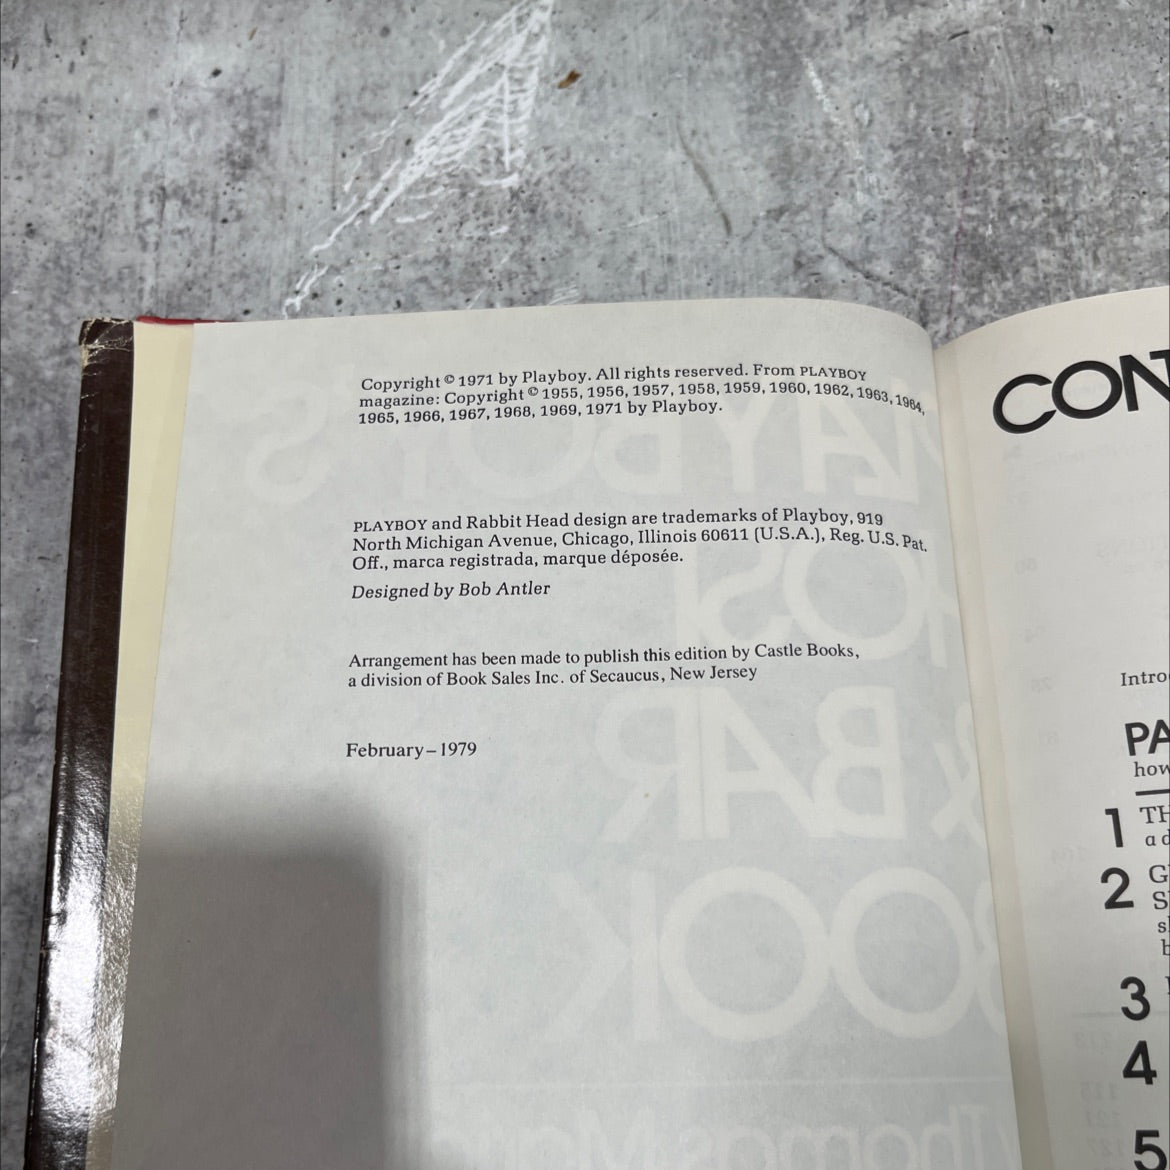 Copyright © 1971 by Playboy. All rights reserved. From PLAYBOY
magazine: Copyright © 1955, 1956, 1957, 1958, 1959, 1960, 1962, 1963, 1964,
1965, 1966, 1967, 1968, 1969, 1971 by Playboy.
PLAYBOY and Rabbit Head design are trademarks of Playboy, 919
North Michigan Avenue, Chicago, Illinois 60611 (U.S.A.), Reg. U.S. Pat.
Off., marca registrada, marque déposée.
Designed by Bob Antler
Arrangement has been made to publish this edition by Castle Books,
a division of Book Sales Inc. of Secaucus, New Jersey
February–1979
CONT
Intro
PA
how
1 TH
a d
2 G
S
sl
b
3
4
5